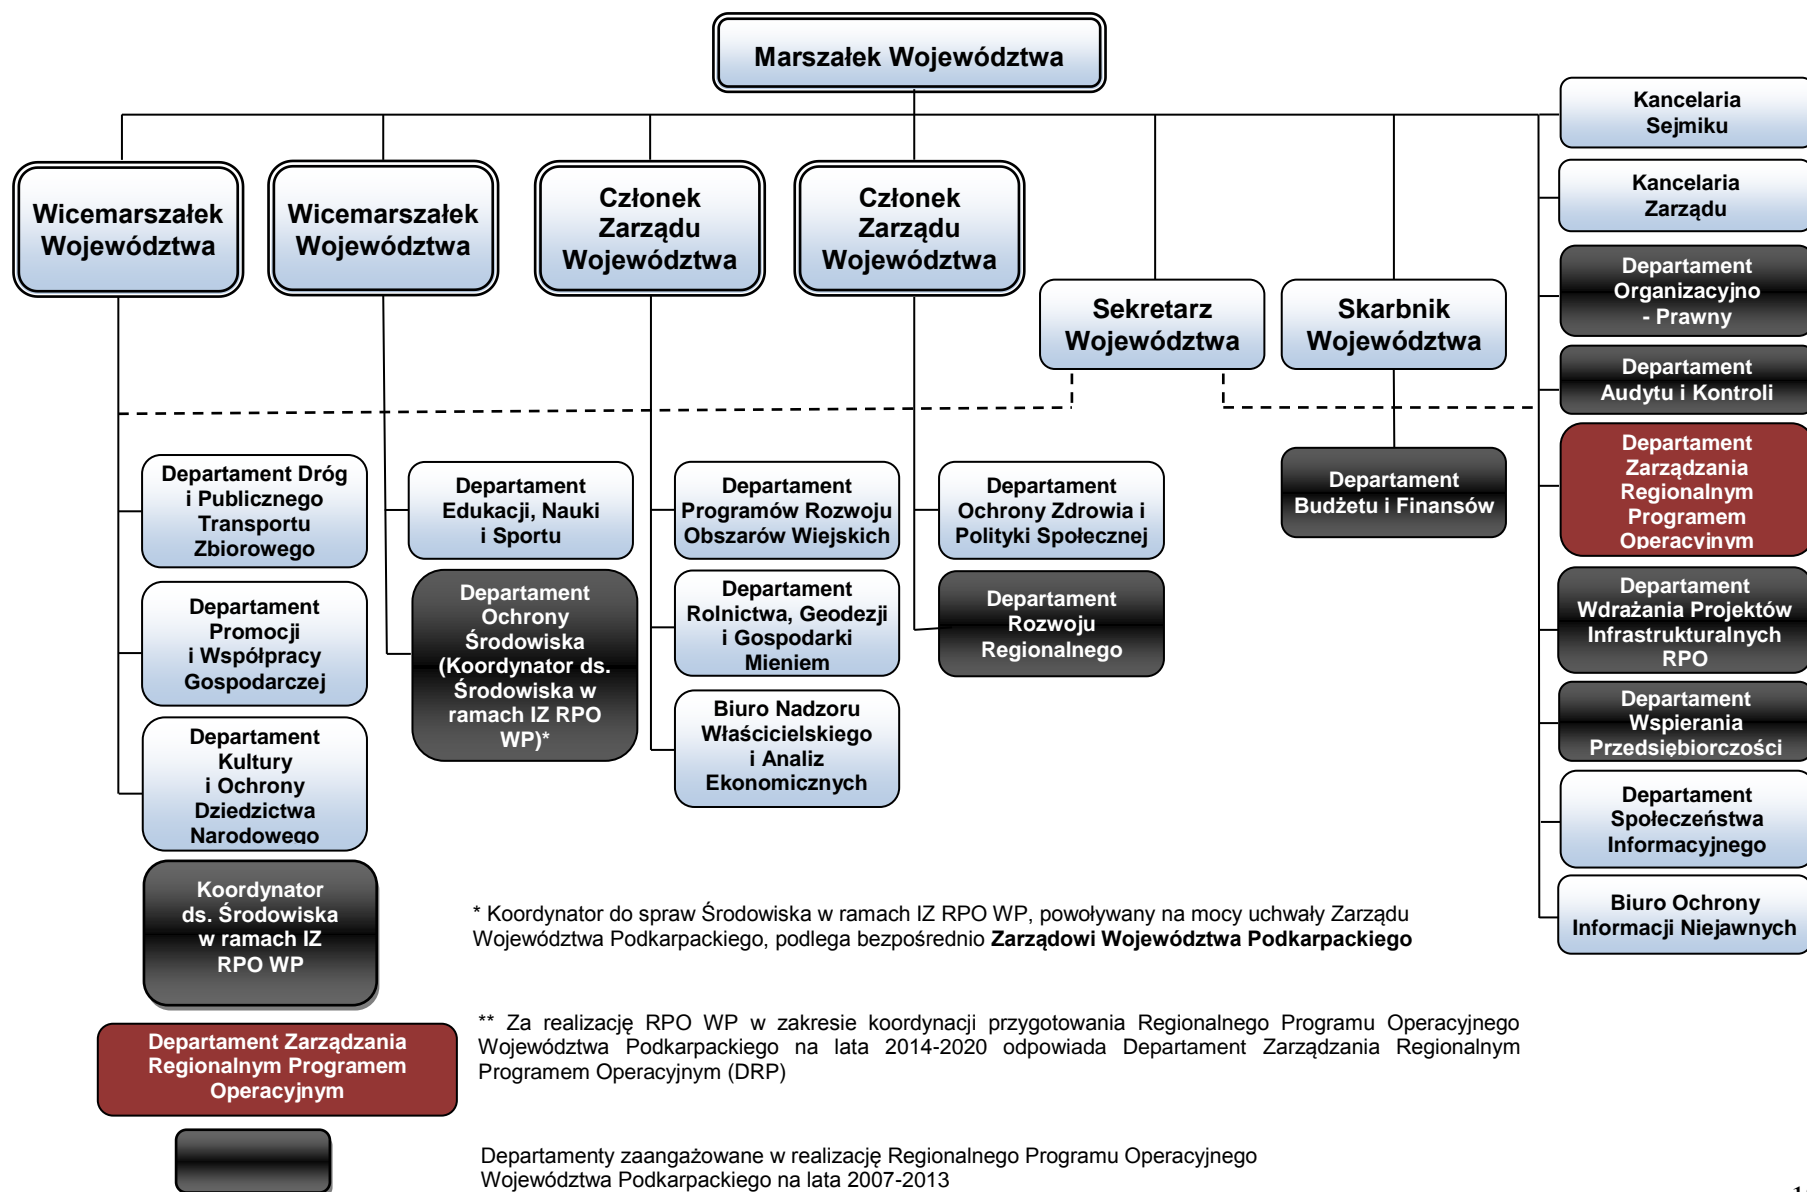 Marszałek Województwa
Kancelaria
Sejmiku
Kancelaria
Zarządu
Departament
Organizacyjno
- Prawny
Departament
Audytu i Kontroli
Departament
Zarządzania
Regionalnym
Programem
Operacyjnym
Departament
Wdrażania Projektów
Infrastrukturalnych
RPO
Departament
Wspierania
Przedsiębiorczości
Departament
Społeczeństwa
Informacyjnego
Biuro Ochrony
Informacji Niejawnych
Wicemarszałek
Województwa
Wicemarszałek
Województwa
Członek
Zarządu
Województwa
Członek
Zarządu
Województwa
Sekretarz
Województwa
Skarbnik
Województwa
Departament Dróg
i Publicznego
Transportu
Zbiorowego
Departament
Promocji
i Współpracy
Gospodarczej
Departament
Kultury
i Ochrony
Dziedzictwa
Narodowego
Departament
Edukacji, Nauki
i Sportu
Departament
Ochrony
Środowiska
(Koordynator ds.
Środowiska w
ramach IZ RPO
WP)*
Departament
Programów Rozwoju
Obszarów Wiejskich
Departament
Rolnictwa, Geodezji
i Gospodarki
Mieniem
Biuro Nadzoru
Właścicielskiego
i Analiz
Ekonomicznych
Departament
Ochrony Zdrowia i
Polityki Społecznej
Departament
Rozwoju
Regionalnego
Departament
Budżetu i Finansów
Koordynator
ds. Środowiska
w ramach IZ
RPO WP
* Koordynator do spraw Środowiska w ramach IZ RPO WP, powoływany na mocy uchwały Zarządu
Województwa Podkarpackiego, podlega bezpośrednio Zarządowi Województwa Podkarpackiego
Departament Zarządzania
Regionalnym Programem
Operacyjnym
** Za realizację RPO WP w zakresie koordynacji przygotowania Regionalnego Programu Operacyjnego
Województwa Podkarpackiego na lata 2014-2020 odpowiada Departament Zarządzania Regionalnym
Programem Operacyjnym (DRP)
Departamenty zaangażowane w realizację Regionalnego Programu Operacyjnego
Województwa Podkarpackiego na lata 2007-2013